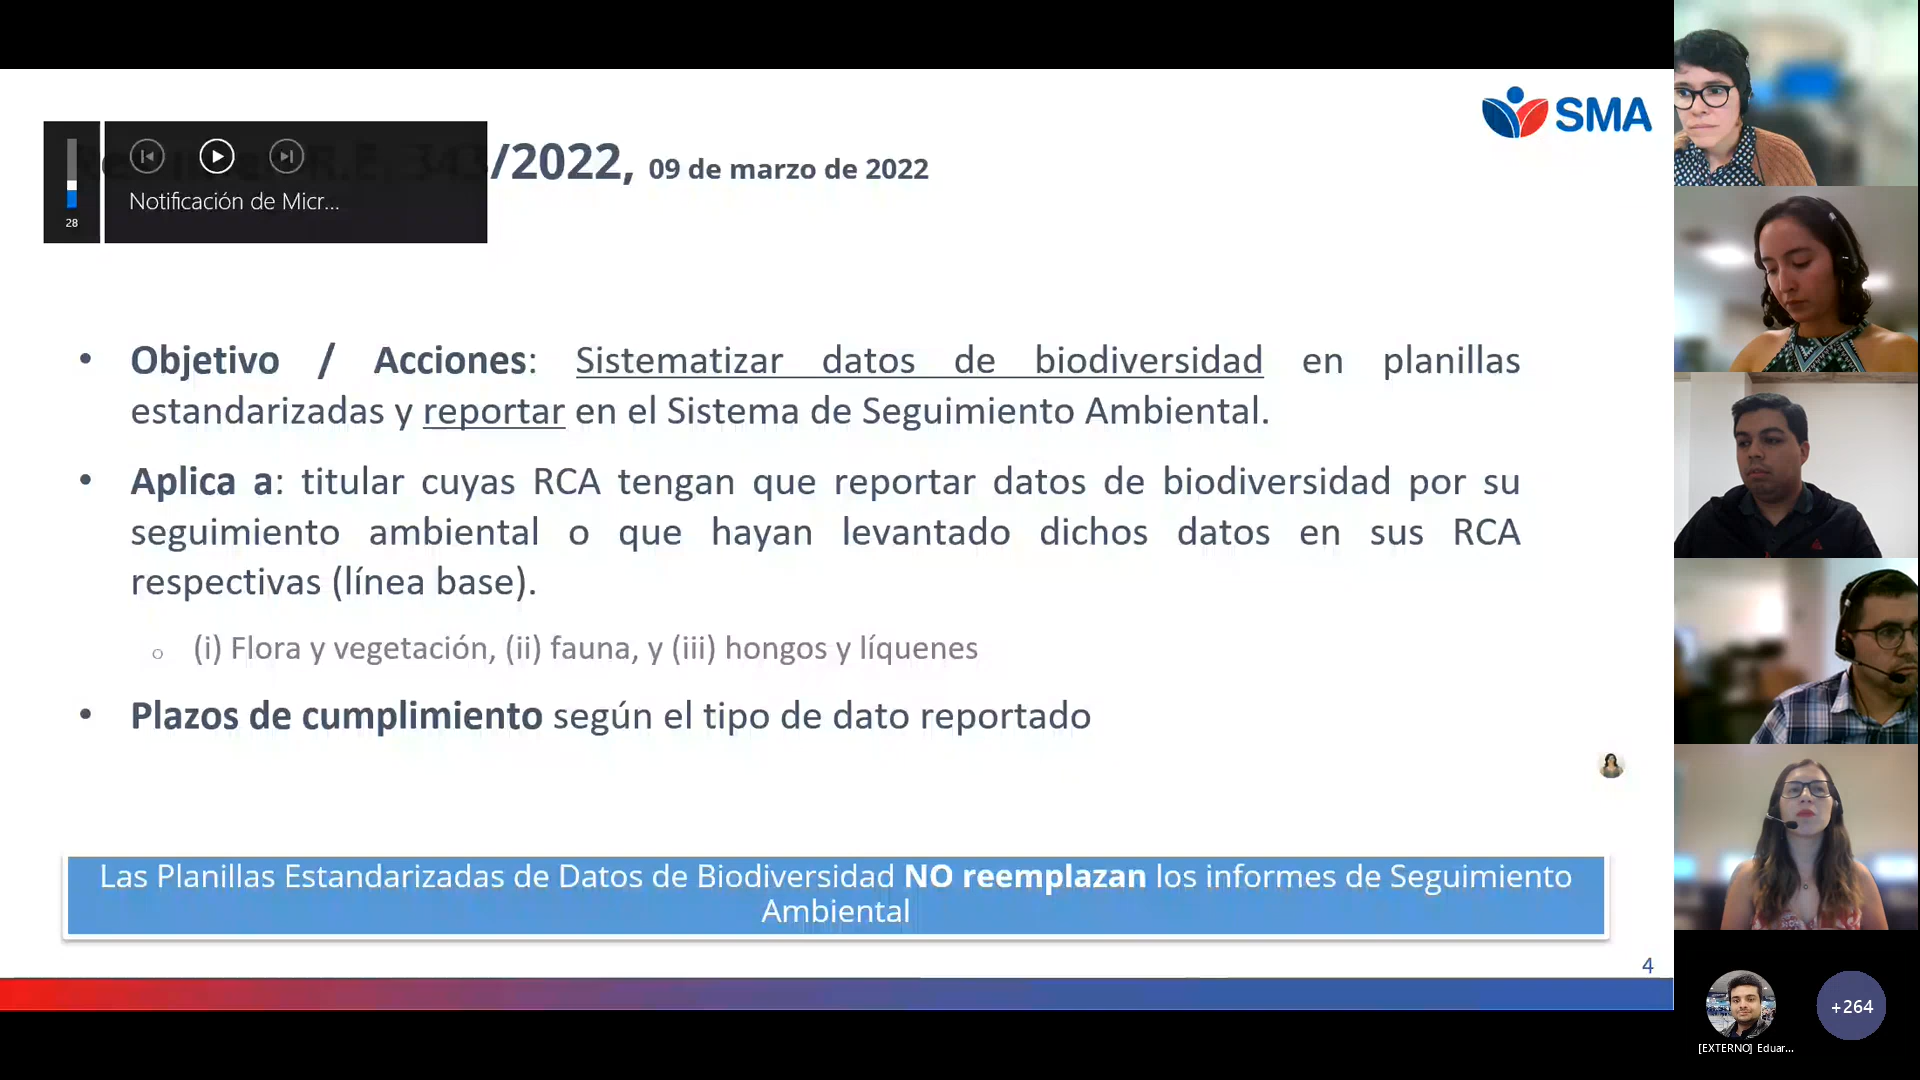 SMA
R.E. 343/2022, 09 de marzo de 2022
28
Notificación de Micr...
• Objetivo / Acciones: Sistematizar datos de biodiversidad en planillas
estandarizadas y reportar en el Sistema de Seguimiento Ambiental.
• Aplica a: titular cuyas RCA tengan que reportar datos de biodiversidad por su
seguimiento ambiental o que hayan levantado dichos datos en sus RCA
respectivas (línea base).
o (i) Flora y vegetación, (ii) fauna, y (iii) hongos y líquenes
• Plazos de cumplimiento según el tipo de dato reportado
Las Planillas Estandarizadas de Datos de Biodiversidad NO reemplazan los informes de Seguimiento
Ambiental
4
+264
[EXTERNO] Eduar...